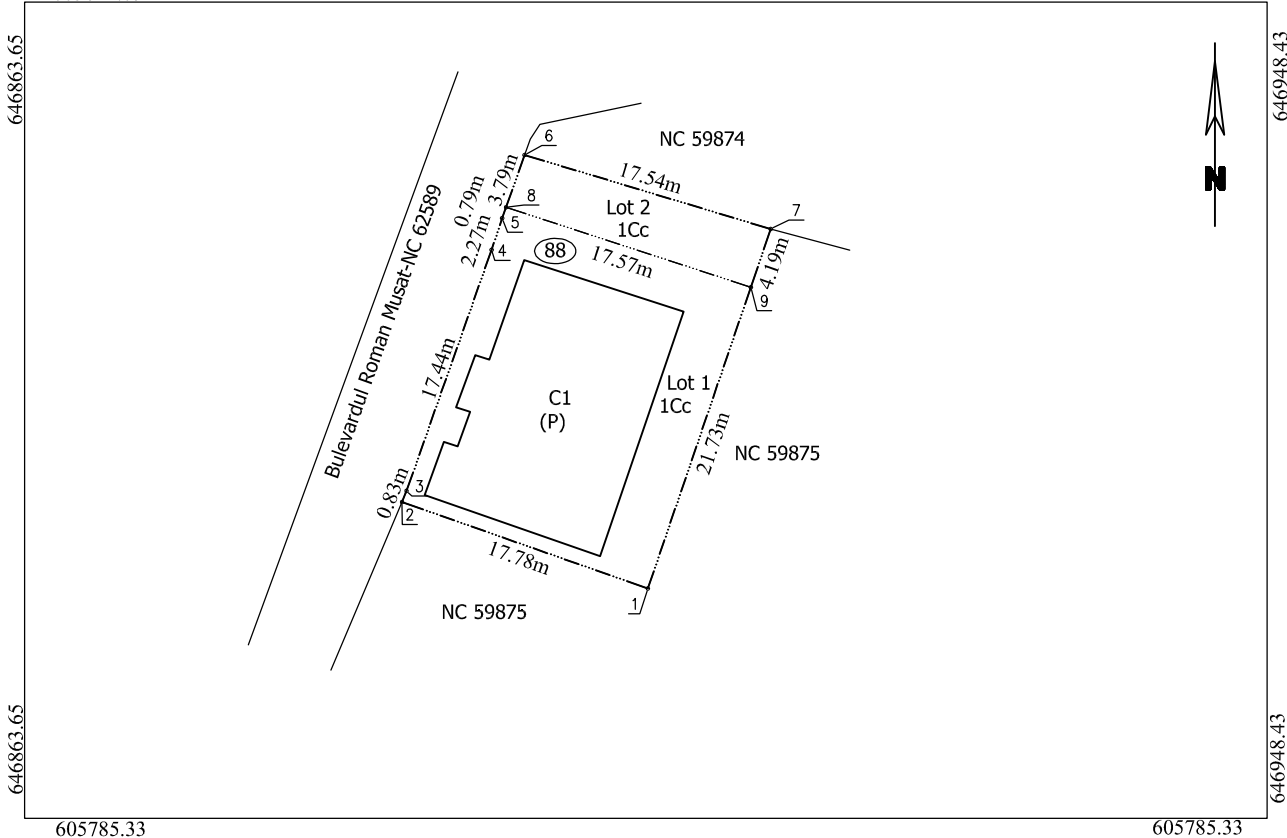 646863.65
646948.43
N
6
NC 59874
17.54m
3.79m
0.79m
8
Lot 2
1Cc
7
5
2.27m
4
88
17.57m
4.19m
9
Bulevardul Roman Musat-NC 62589
17.44m
C1
(P)
Lot 1
1Cc
21.73m
NC 59875
0.83m
3
2
17.78m
1
NC 59875
646863.65
646948.43
605785.33
605785.33